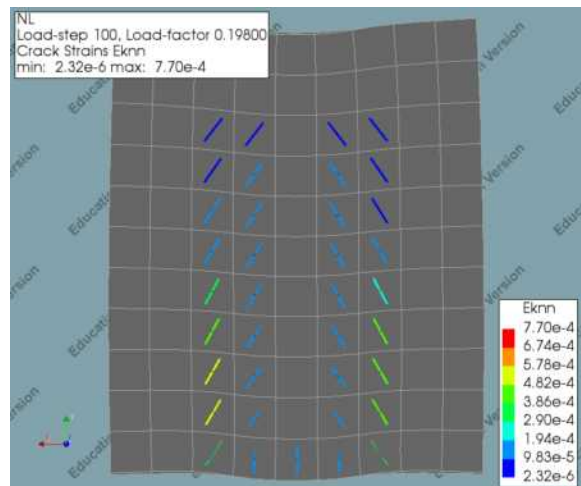 NL
Load-step 100, Load-factor 0.19800
Crack Strains Eknn
min: 2.32e-6 max: 7.70e-4
Eknn
7.70e-4
6.74e-4
5.78e-4
4.82e-4
3.86e-4
2.90e-4
1.94e-4
9.83e-5
2.32e-6